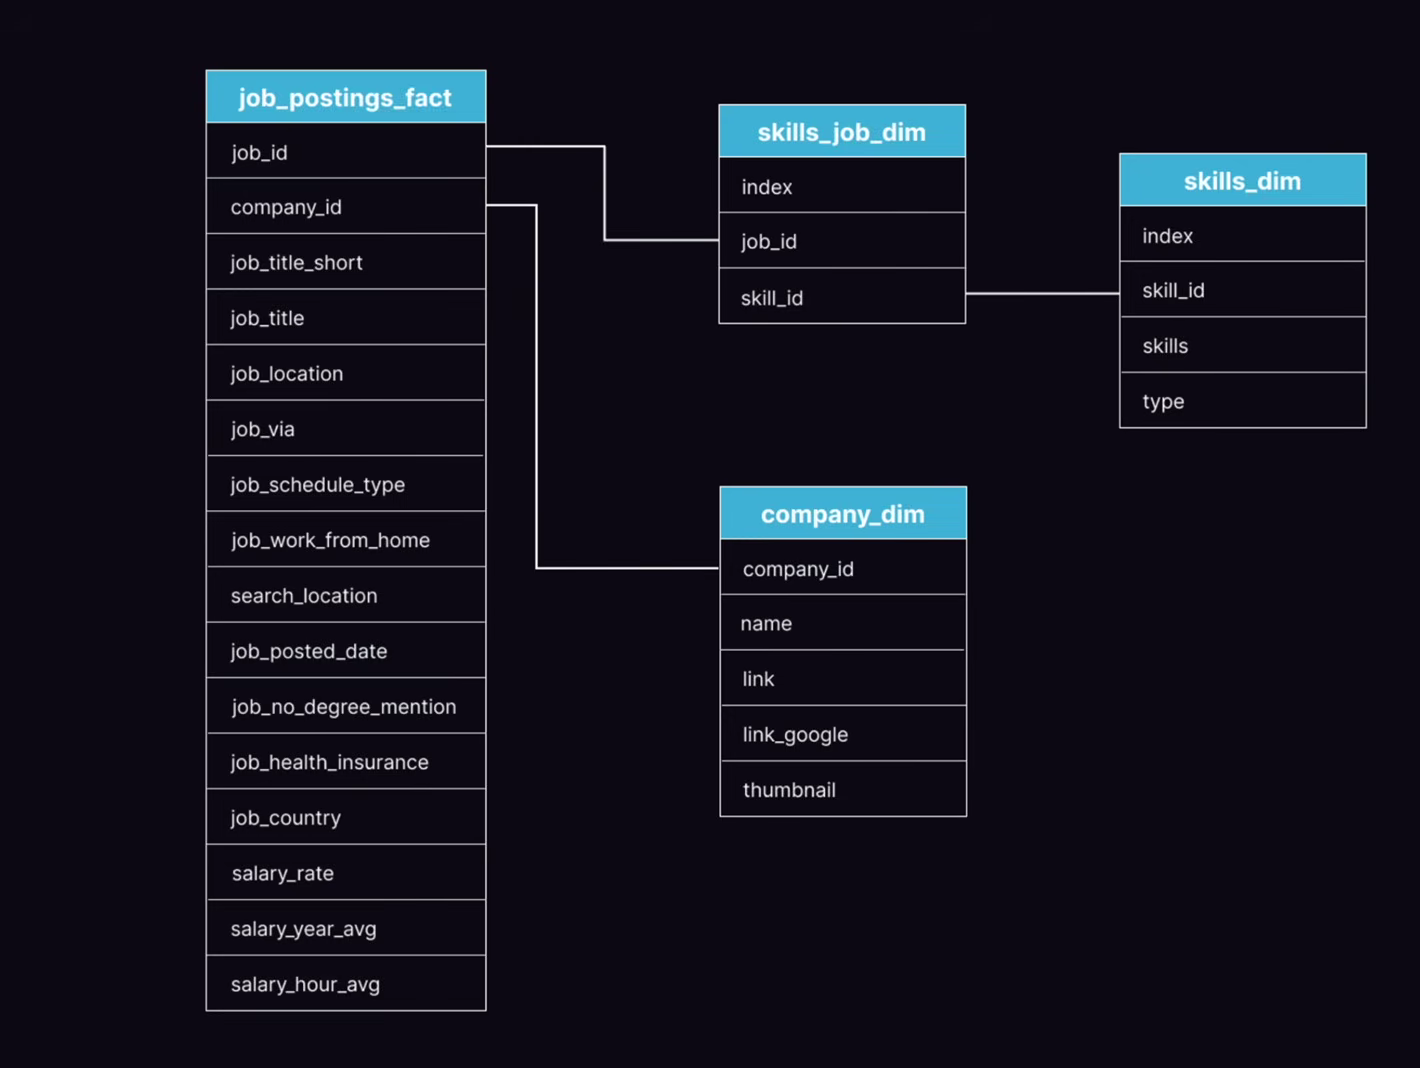 job_postings_fact
job_id
company_id
job_title_short
job_title
job_location
job_via
job_schedule_type
job_work_from_home
search_location
job_posted_date
job_no_degree_mention
job_health_insurance
job_country
salary_rate
salary_year_avg
salary_hour_avg
skills_job_dim
index
job_id
skill_id
skills_dim
index
skill_id
skills
type
company_dim
company_id
name
link
link_google
thumbnail